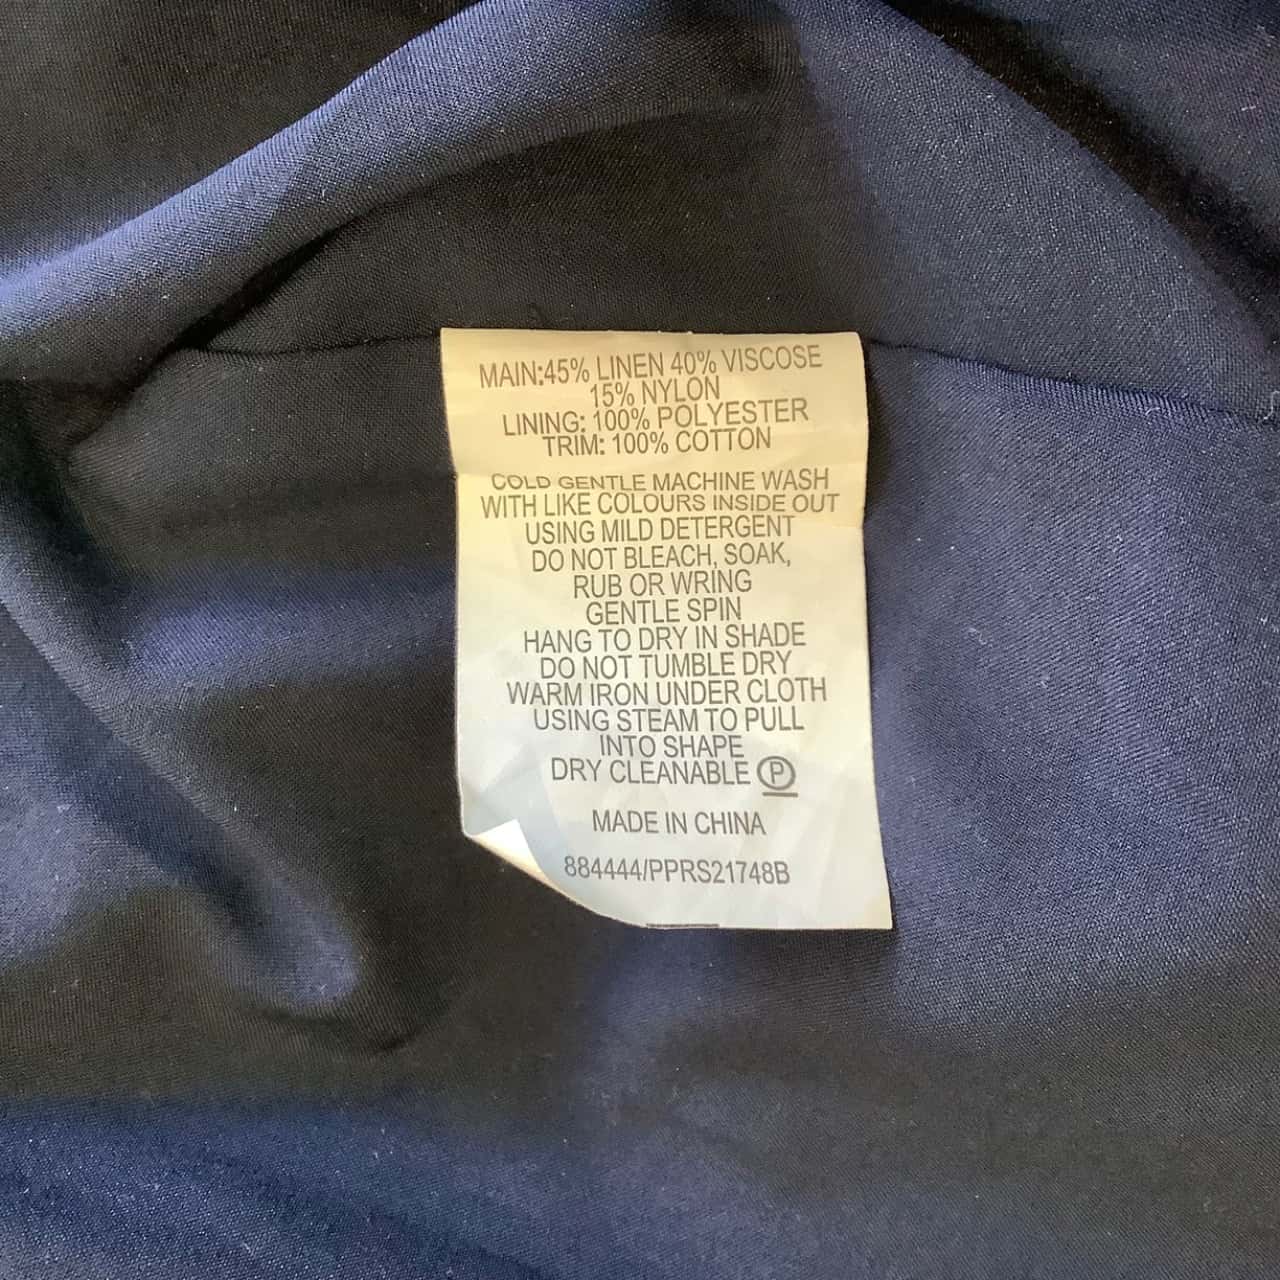 MAIN:45% LINEN 40% VISCOSE
15% NYLON
LINING: 100% POLYESTER
TRIM: 100% COTTON
COLD GENTLE MACHINE WASH
WITH LIKE COLOURS INSIDE OUT
USING MILD DETERGENT
DO NOT BLEACH, SOAK,
RUB OR WRING
GENTLE SPIN
HANG TO DRY IN SHADE
DO NOT TUMBLE DRY
WARM IRON UNDER CLOTH
USING STEAM TO PULL
INTO SHAPE
DRY CLEANABLE P
MADE IN CHINA
884444/PPRS21748B